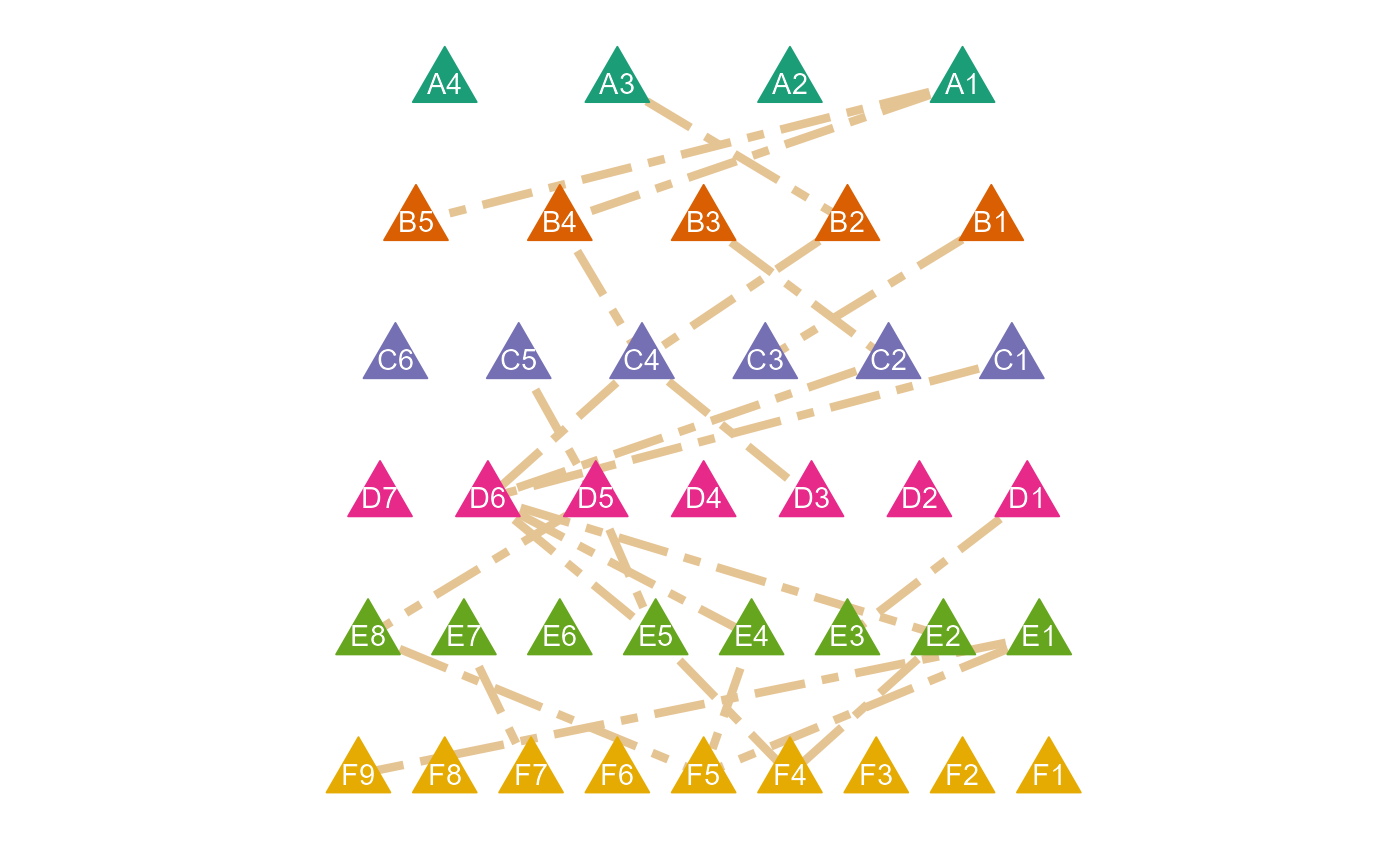 A4 A3 A2 A1
B5 B4 B3 B2 B1
C6 C5 C4 C3 C2 C1
D7 D6 D5 D4 D3 D2 D1
E8 E7 E6 E5 E4 E3 E2 E1
F9 F8 F7 F6 F5 F4 F3 F2 F1